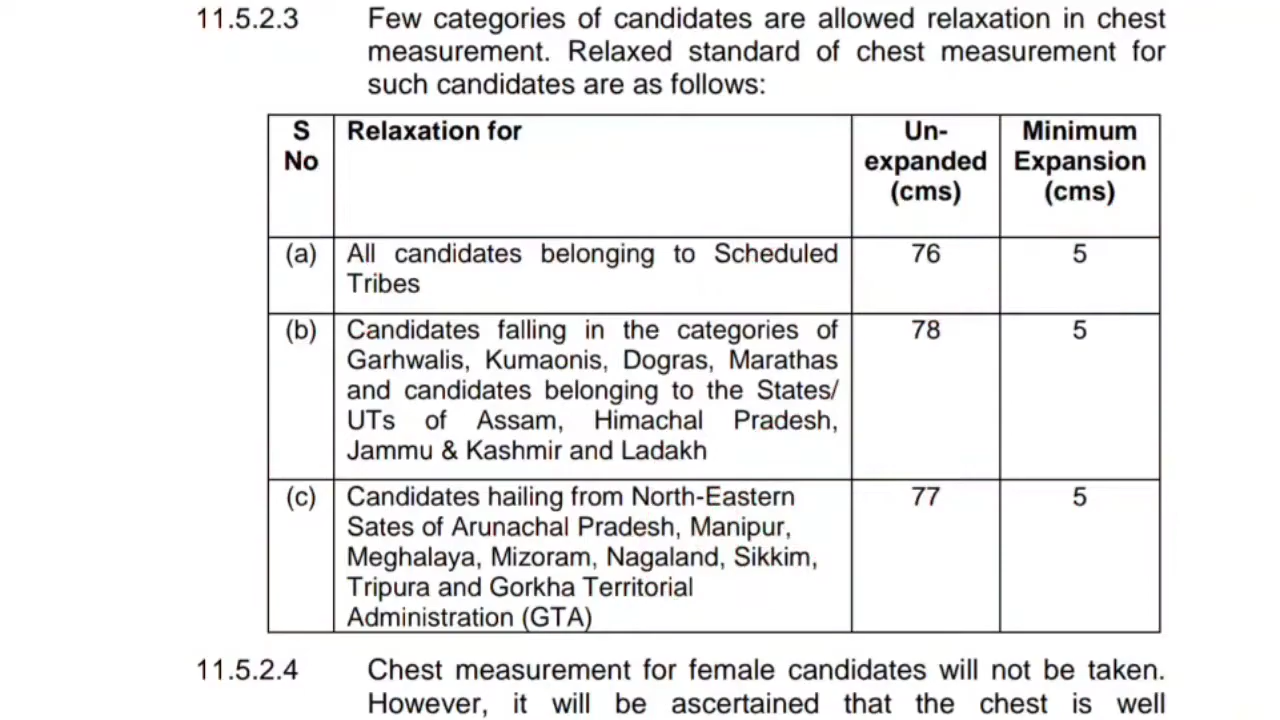 11.5.2.3 Few categories of candidates are allowed relaxation in chest
measurement. Relaxed standard of chest measurement for
such candidates are as follows:
S No | Relaxation for | Un-expanded (cms) | Minimum Expansion (cms)
(a) All candidates belonging to Scheduled 76 5
Tribes
(b) Candidates falling in the categories of 78 5
Garhwalis, Kumaonis, Dogras, Marathas
and candidates belonging to the States/
UTs of Assam, Himachal Pradesh,
Jammu & Kashmir and Ladakh
(c) Candidates hailing from North-Eastern 77 5
Sates of Arunachal Pradesh, Manipur,
Meghalaya, Mizoram, Nagaland, Sikkim,
Tripura and Gorkha Territorial
Administration (GTA)
11.5.2.4 Chest measurement for female candidates will not be taken.
However, it will be ascertained that the chest is well